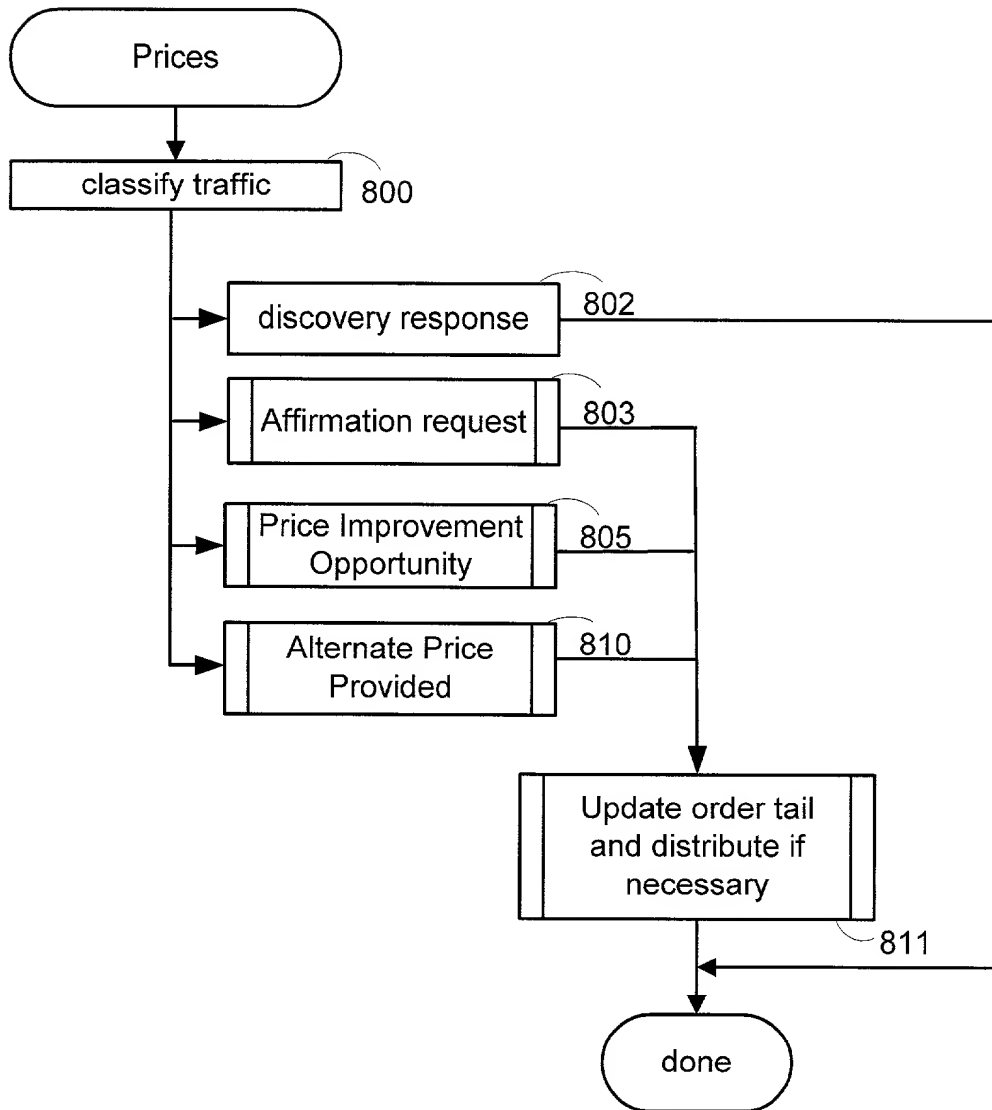 Prices
classify traffic
800
discovery response
802
Affirmation request
803
Price Improvement
Opportunity
805
Alternate Price
Provided
810
Update order tail
and distribute if
necessary
811
done